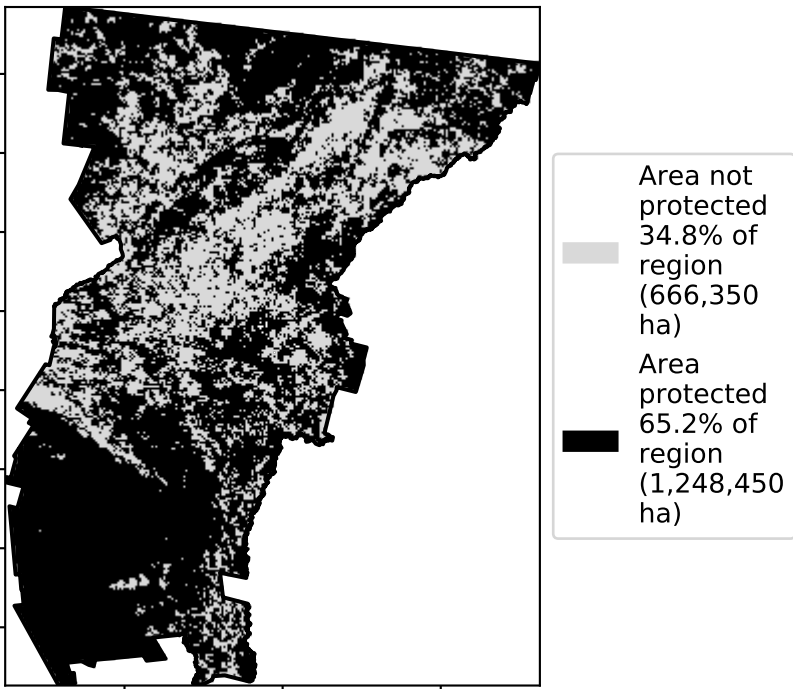 Area not
protected
34.8% of
region
(666,350
ha)
Area
protected
65.2% of
region
(1,248,450
ha)